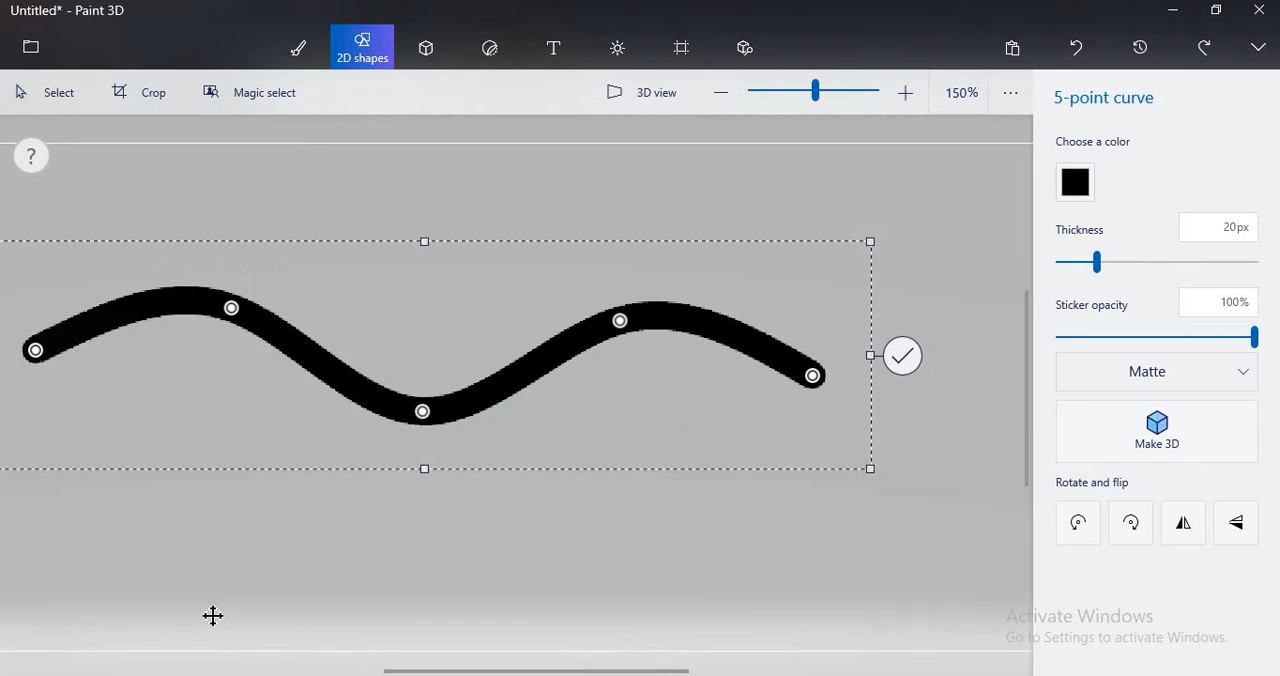 Untitled* - Paint 3D
2D shapes
Select
Crop
Magic select
3D view
150%
5-point curve
?
Choose a color
Thickness
20px
Sticker opacity
100%
Matte
Make 3D
Rotate and flip
Activate Windows
Go to Settings to activate Windows.